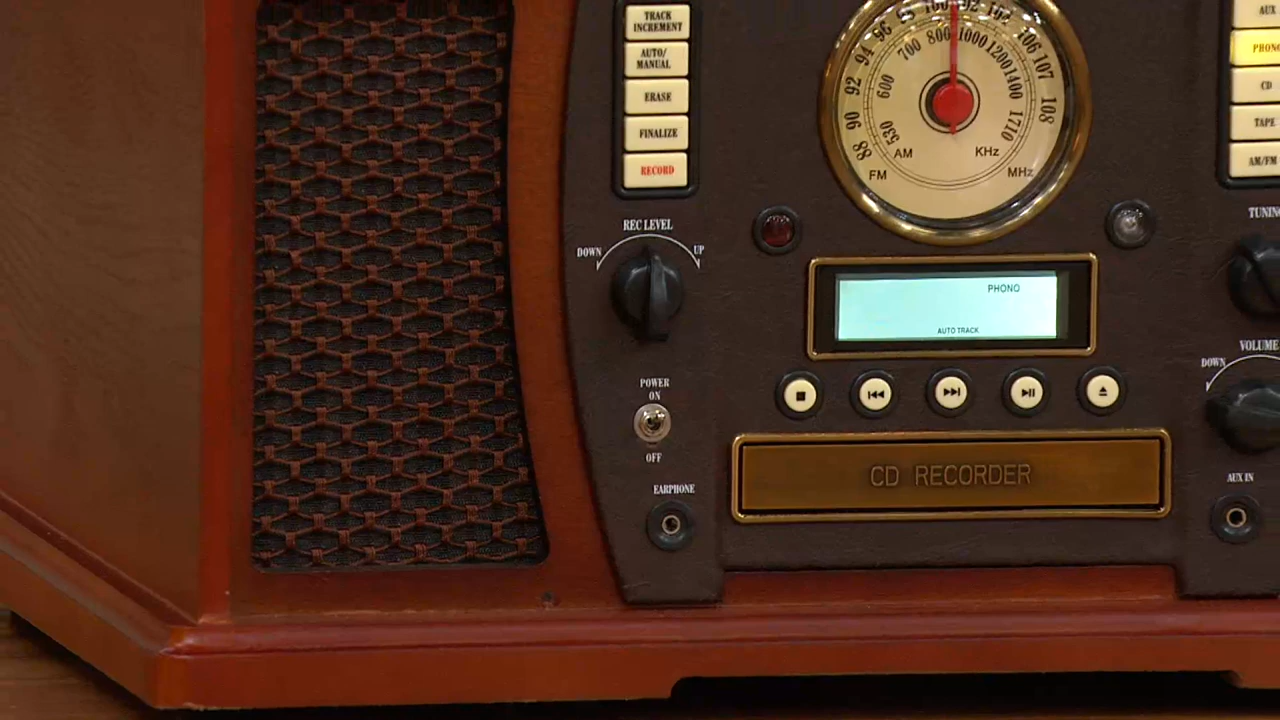 TRACK
INCREMENT
AUTO/
MANUAL
ERASE
FINALIZE
RECORD
REC LEVEL
DOWN
UP
POWER
ON
OFF
EARPHONE
88 90 92 94 96 106 107 108
530 600 700 800 1000 1200 1400 1710
AM
KHz
FM
MHz
PHONO
AUTO TRACK
CD RECORDER
AUX
PHONO
CD
TAPE
AM/FM
TUNING
VOLUME
DOWN
AUX IN